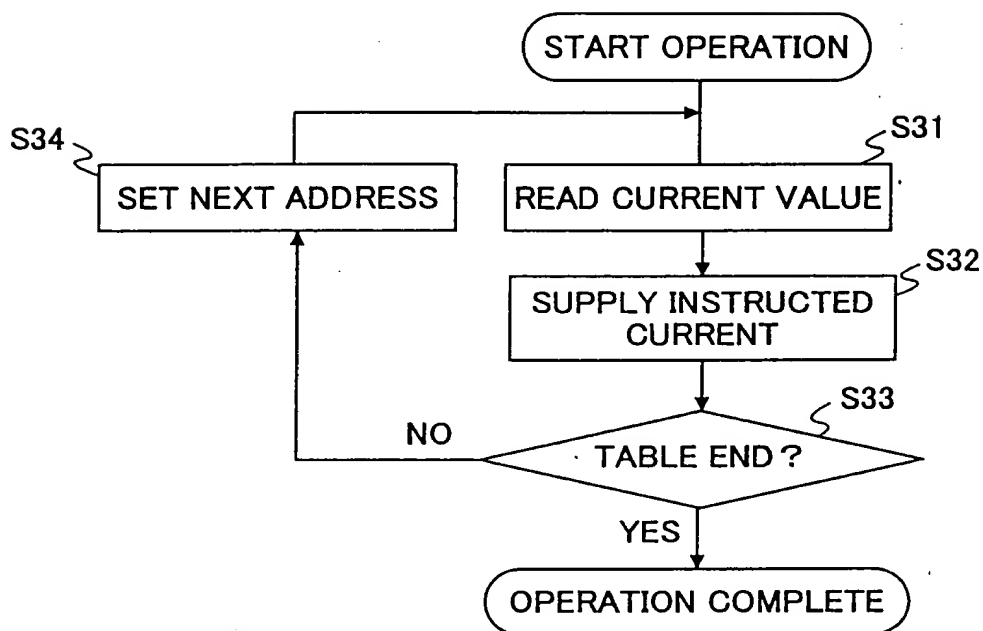 START OPERATION
S34
S31
SET NEXT ADDRESS
READ CURRENT VALUE
S32
SUPPLY INSTRUCTED
CURRENT
S33
NO
TABLE END?
YES
OPERATION COMPLETE